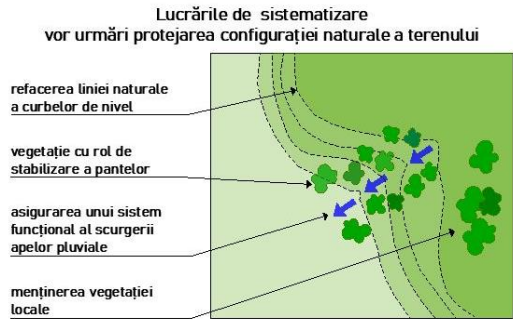 Lucrările de sistematizare
vor urmări protejarea configurației naturale a terenului
refacerea liniei naturale
a curbelor de nivel
vegetație cu rol de
stabilizare a pantelor
asigurarea unui sistem
funcțional al scurgerii
apelor pluviale
menținerea vegetației
locale